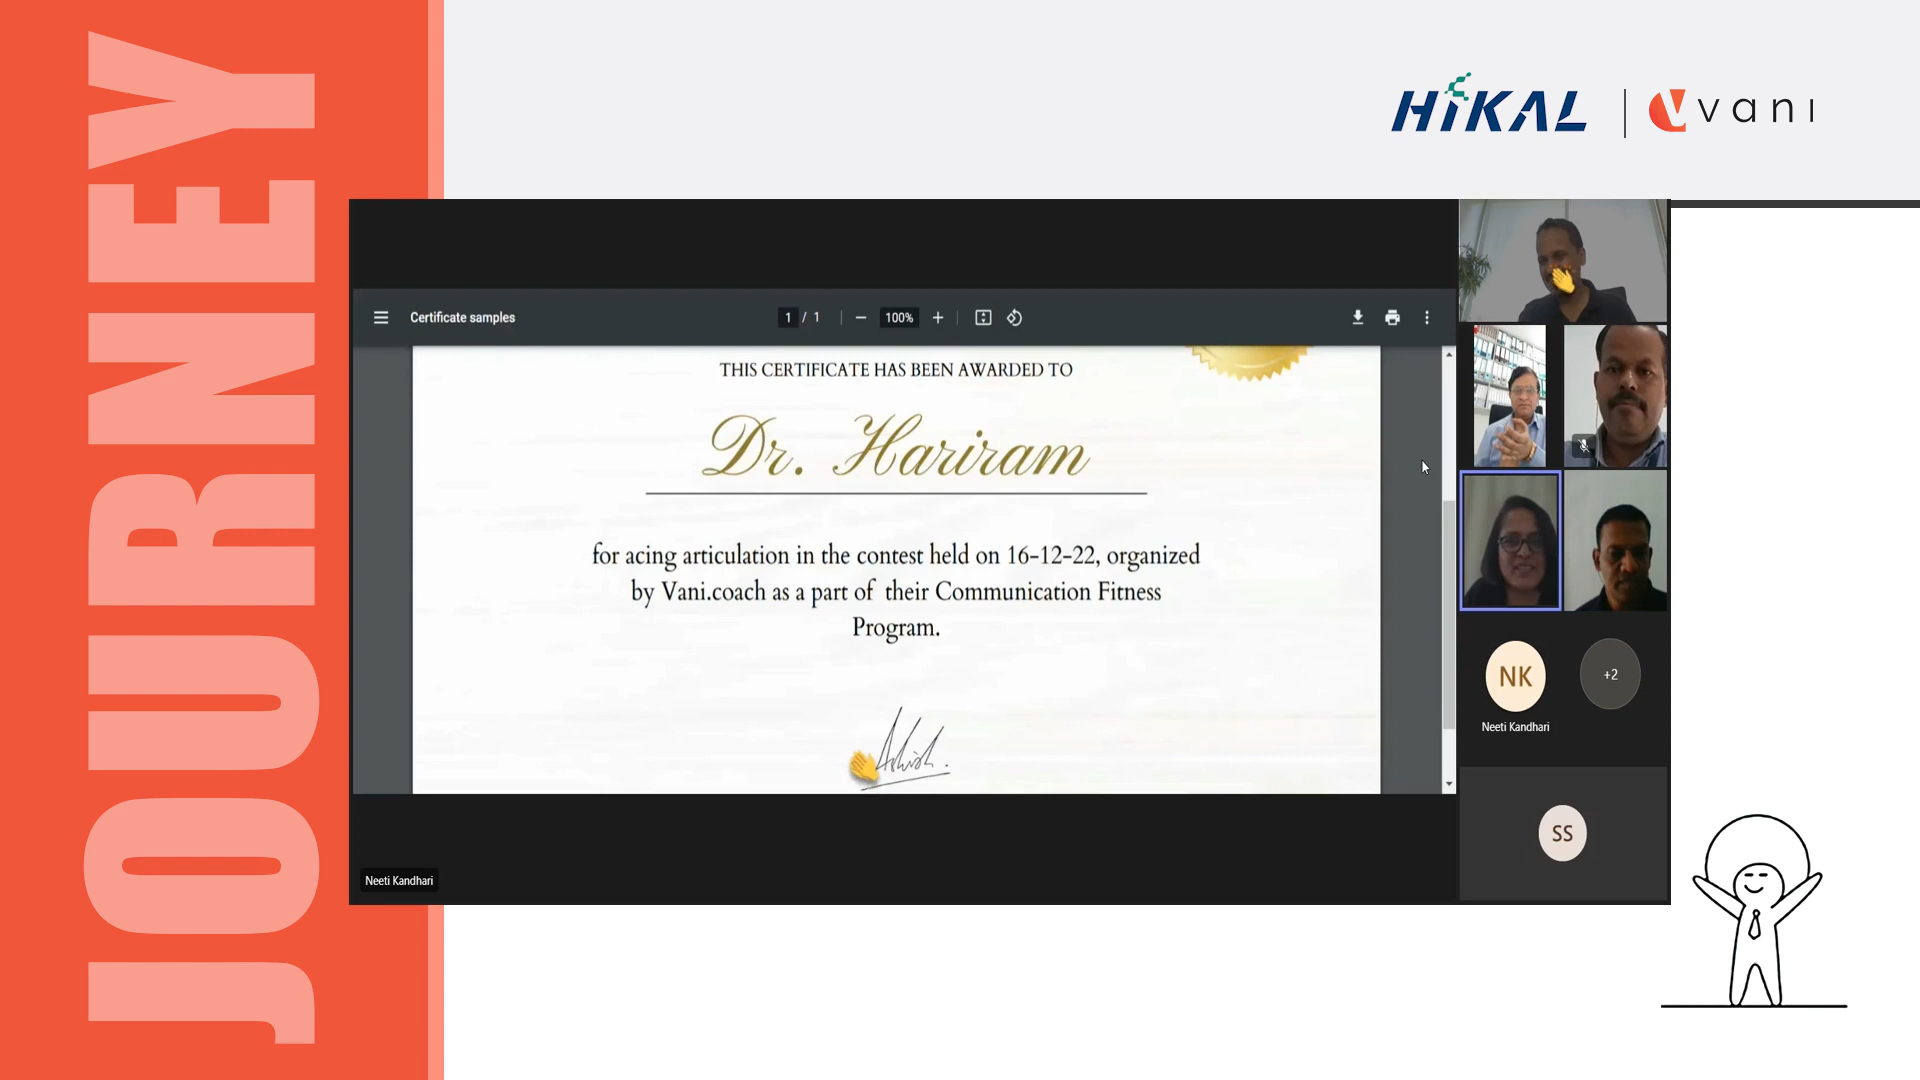 JOURNEY
HIKAL
vanı
Certificate samples
1 / 1
100%
THIS CERTIFICATE HAS BEEN AWARDED TO
Dr. Hariram
for acing articulation in the contest held on 16-12-22, organized
by Vani.coach as a part of their Communication Fitness
Program.
Ashish.
NK
+2
Neeti Kandhari
SS
Neeti Kandhari